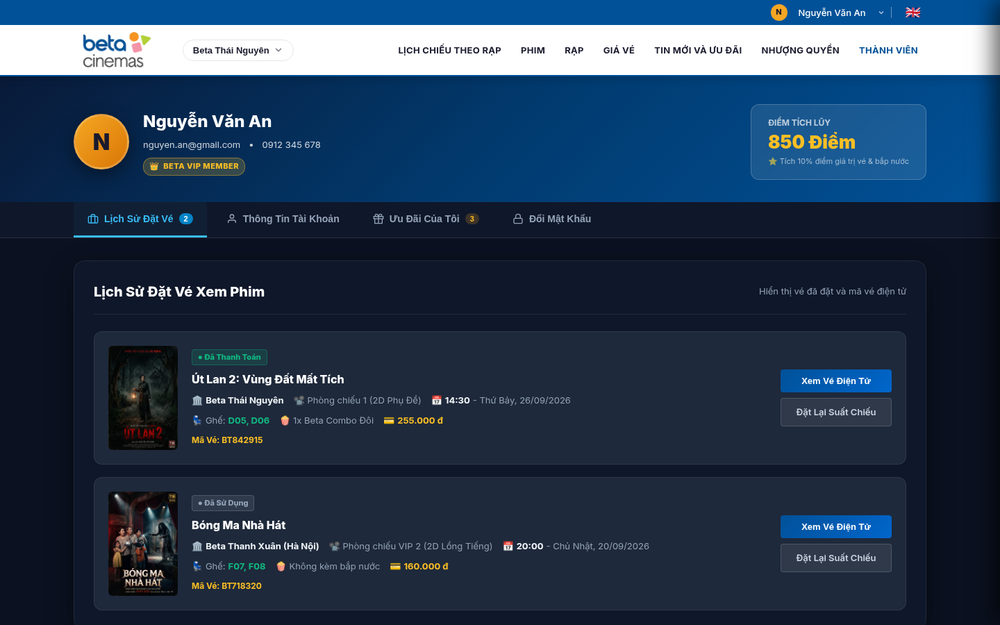 N Nguyễn Văn An
beta cinemas
Beta Thái Nguyên
LỊCH CHIẾU THEO RẠP PHIM RẠP GIÁ VÉ TIN MỚI VÀ ƯU ĐÃI NHƯỢNG QUYỀN THÀNH VIÊN
N
Nguyễn Văn An
nguyen.an@gmail.com • 0912 345 678
👑 BETA VIP MEMBER
ĐIỂM TÍCH LŨY
850 Điểm
⭐ Tích 10% điểm giá trị vé & bắp nước
Lịch Sử Đặt Vé 2
Thông Tin Tài Khoản
Ưu Đãi Của Tôi 3
Đổi Mật Khẩu
Lịch Sử Đặt Vé Xem Phim
Hiển thị vé đã đặt và mã vé điện tử
ÚT LAN 2
● Đã Thanh Toán
Út Lan 2: Vùng Đất Mất Tích
🏛️ Beta Thái Nguyên 📽️ Phòng chiếu 1 (2D Phụ Đề) 📅 14:30 - Thứ Bảy, 26/09/2026
💺 Ghế: D05, D06 🍿 1x Beta Combo Đôi 💳 255.000 đ
Mã Vé: BT842915
Xem Vé Điện Tử
Đặt Lại Suất Chiếu
BÓNG MA
NHÀ HÁT
● Đã Sử Dụng
Bóng Ma Nhà Hát
🏛️ Beta Thanh Xuân (Hà Nội) 📽️ Phòng chiếu VIP 2 (2D Lồng Tiếng) 📅 20:00 - Chủ Nhật, 20/09/2026
💺 Ghế: F07, F08 🍿 Không kèm bắp nước 💳 160.000 đ
Mã Vé: BT718320
Xem Vé Điện Tử
Đặt Lại Suất Chiếu